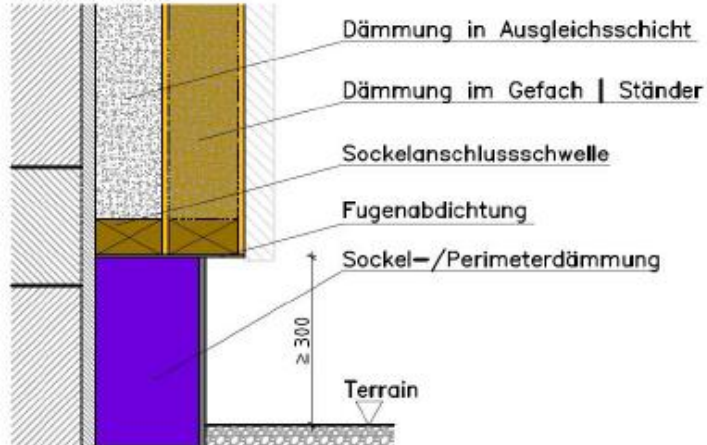 Dämmung in Ausgleichsschicht
Dämmung im Gefach | Ständer
Sockelanschlussschwelle
Fugenabdichtung
Sockel-/Perimeterdämmung
≥ 300
Terrain